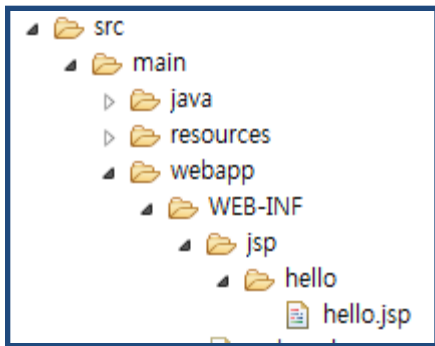 src
main
java
resources
webapp
WEB-INF
jsp
hello
hello.jsp